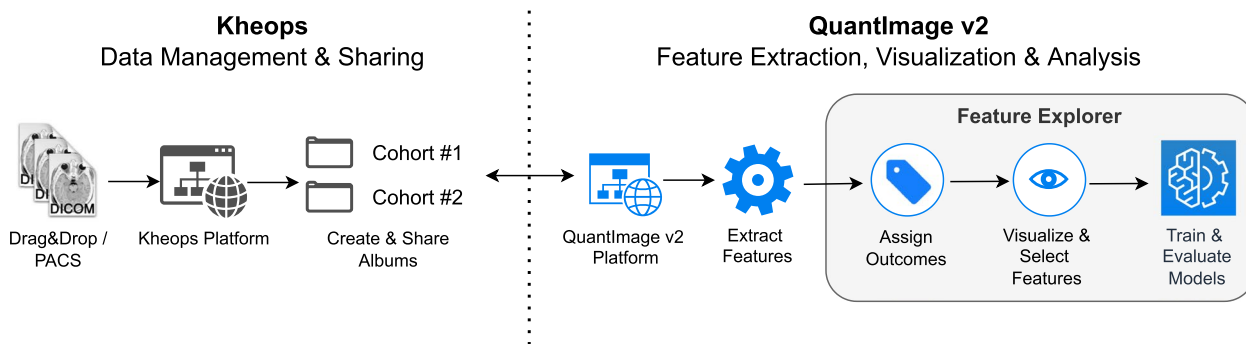 Kheops
Data Management & Sharing
DICOM
Drag&Drop /
PACS
Kheops Platform
Cohort #1
Cohort #2
Create & Share
Albums
QuantImage v2
Feature Extraction, Visualization & Analysis
QuantImage v2
Platform
Extract
Features
Feature Explorer
Assign
Outcomes
Visualize &
Select
Features
Train &
Evaluate
Models